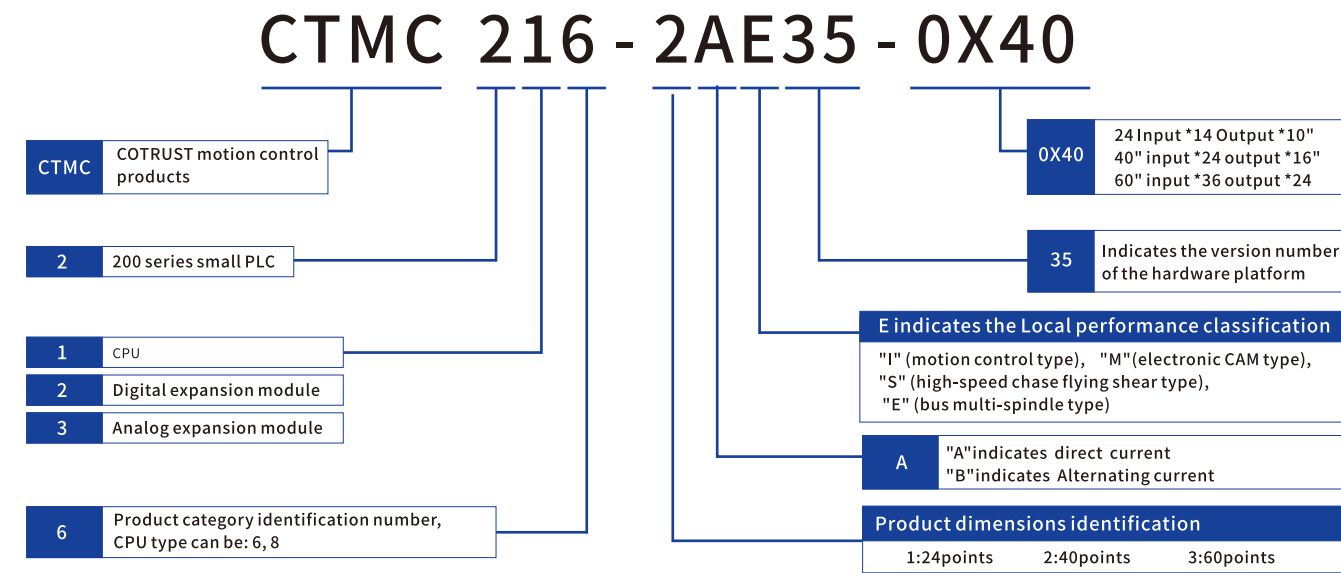 CTMC 216 - 2AE35 - 0X40
CTMC
COTRUST motion control
products
2
200 series small PLC
1
CPU
2
Digital expansion module
3
Analog expansion module
6
Product category identification number,
CPU type can be: 6, 8
0X40
24 Input *14 Output *10"
40" input *24 output *16"
60" input *36 output *24
35
Indicates the version number
of the hardware platform
E indicates the Local performance classification
"I" (motion control type), "M"(electronic CAM type),
"S" (high-speed chase flying shear type),
"E" (bus multi-spindle type)
A
"A"indicates direct current
"B"indicates Alternating current
Product dimensions identification
1:24points 2:40points 3:60points